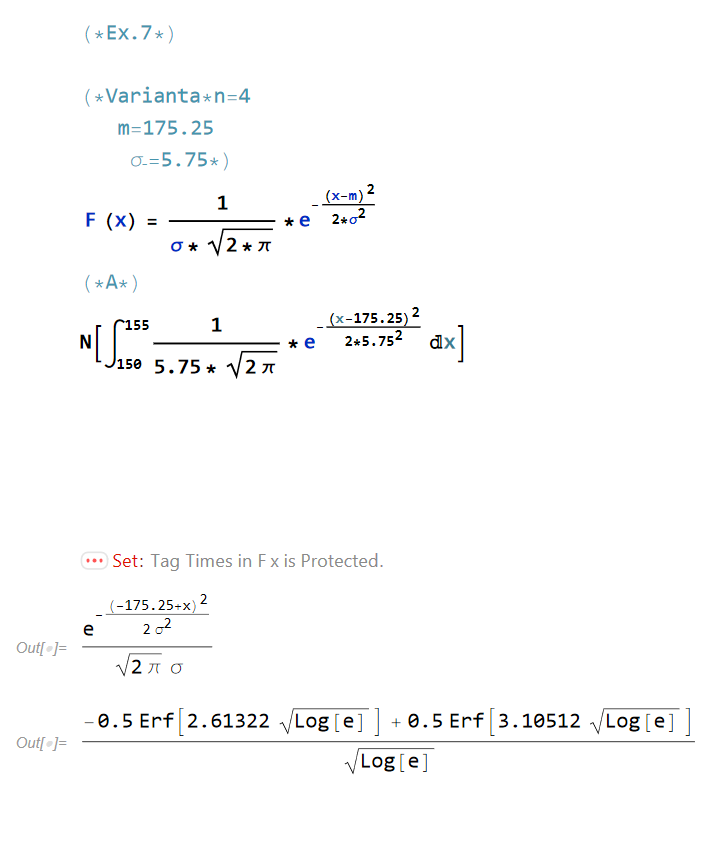 (*Ex.7*)
(*Varianta*n=4
m=175.25
σ=5.75*)
F (x) = 1/(σ * √(2 * π)) * e^(-(x-m)^2/(2*σ^2))
(*A*)
N[∫_150^155 1/(5.75 * √(2 π)) * e^(-(x-175.25)^2/(2*5.75^2)) ⅆx]
••• Set: Tag Times in F x is Protected.
Out[•]= e^(-(-175.25+x)^2/(2 σ^2))/(√(2 π) σ)
Out[•]= (-0.5 Erf[2.61322 √Log[e]] + 0.5 Erf[3.10512 √Log[e]])/√Log[e]